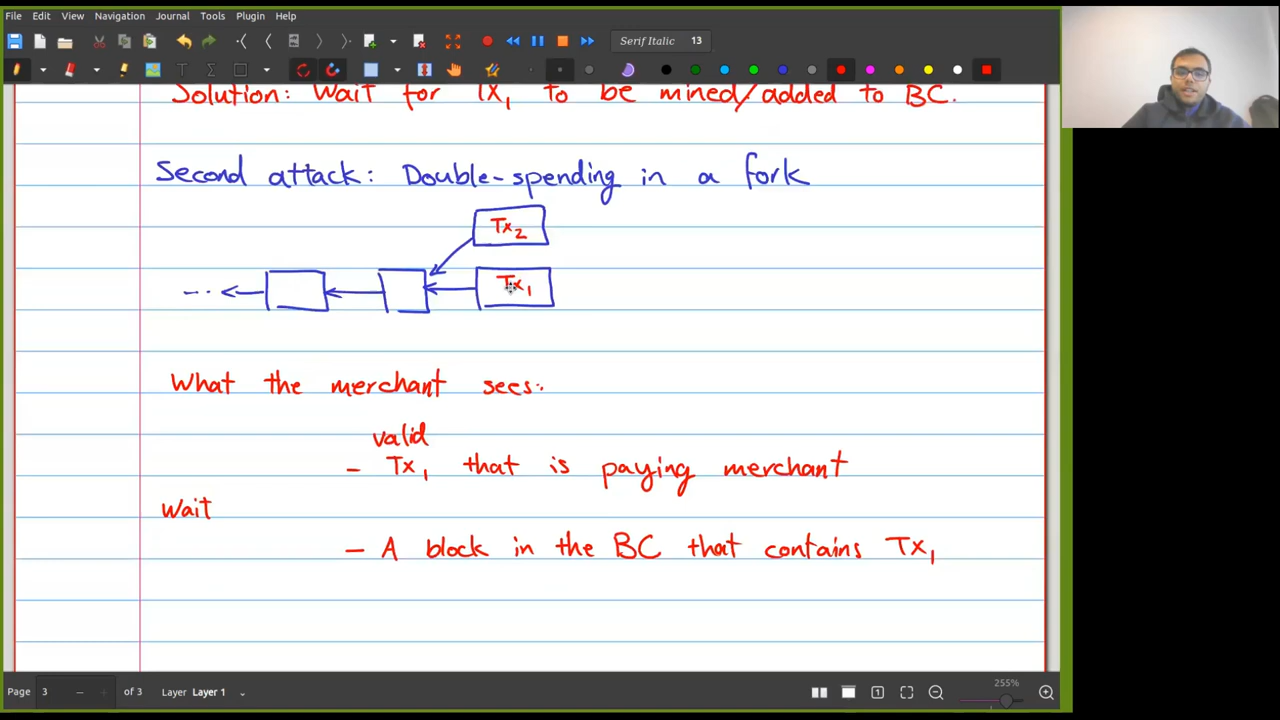 File Edit View Navigation Journal Tools Plugin Help
Serif Italic 13
Solution: Wait for Tx1 to be mined/added to BC.
Second attack: Double-spending in a fork
Tx2
... Tx1
What the merchant sees:
valid
- Tx1 that is paying merchant
Wait
- A block in the BC that contains Tx1
Page 3 of 3 Layer Layer 1 1 255%